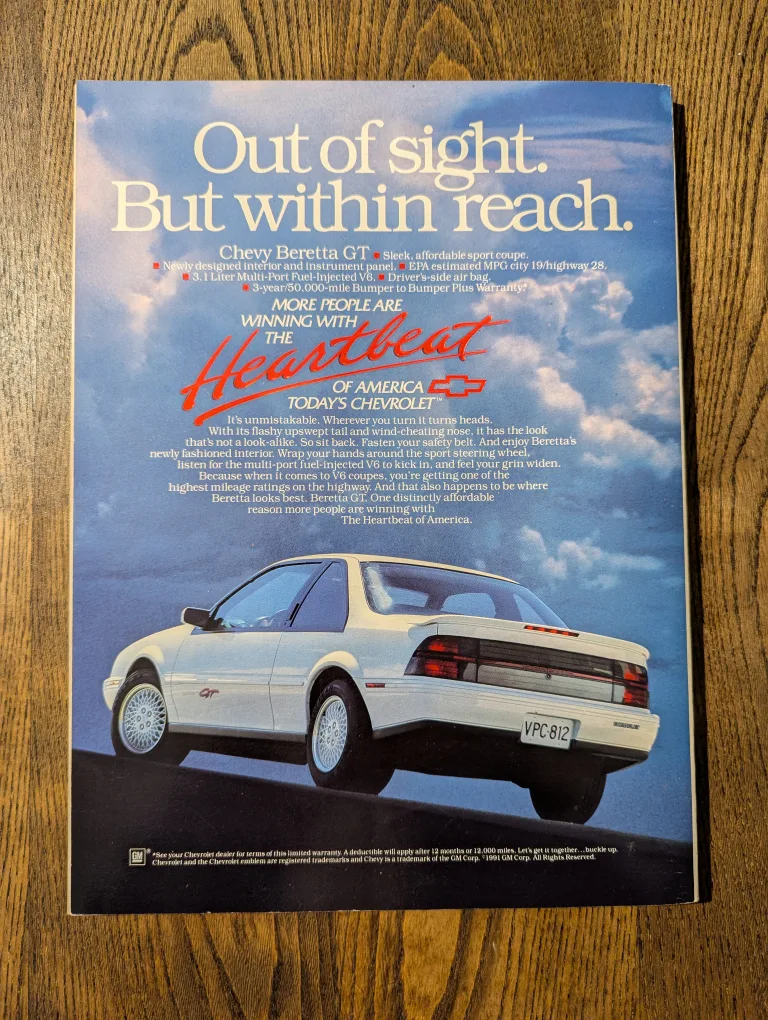 Out of sight.
But within reach.
Chevy Beretta GT ▪ Sleek, affordable sport coupe.
▪ Newly designed interior and instrument panel. ▪ EPA estimated MPG city 19/highway 28.
▪ 3.1 Liter Multi-Port Fuel-Injected V6. ▪ Driver's-side air bag.
▪ 3-year/50,000-mile Bumper to Bumper Plus Warranty.*
MORE PEOPLE ARE
WINNING WITH
THE
Heartbeat
OF AMERICA
TODAY'S CHEVROLET™
It's unmistakable. Wherever you turn it turns heads.
With its flashy upswept tail and wind-cheating nose, it has the look
that's not a look-alike. So sit back. Fasten your safety belt. And enjoy Beretta's
newly fashioned interior. Wrap your hands around the sport steering wheel,
listen for the multi-port fuel-injected V6 to kick in, and feel your grin widen.
Because when it comes to V6 coupes, you're getting one of the
highest mileage ratings on the highway. And that also happens to be where
Beretta looks best. Beretta GT. One distinctly affordable
reason more people are winning with
The Heartbeat of America.
GT
VPC·812
GM®
*See your Chevrolet dealer for terms of this limited warranty. A deductible will apply after 12 months or 12,000 miles. Let's get it together...buckle up.
Chevrolet and the Chevrolet emblem are registered trademarks and Chevy is a trademark of the GM Corp. ©1991 GM Corp. All Rights Reserved.